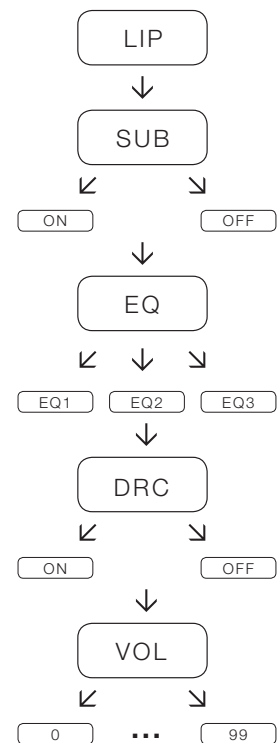 LIP
SUB
ON OFF
EQ
EQ1 EQ2 EQ3
DRC
ON OFF
VOL
0 ... 99